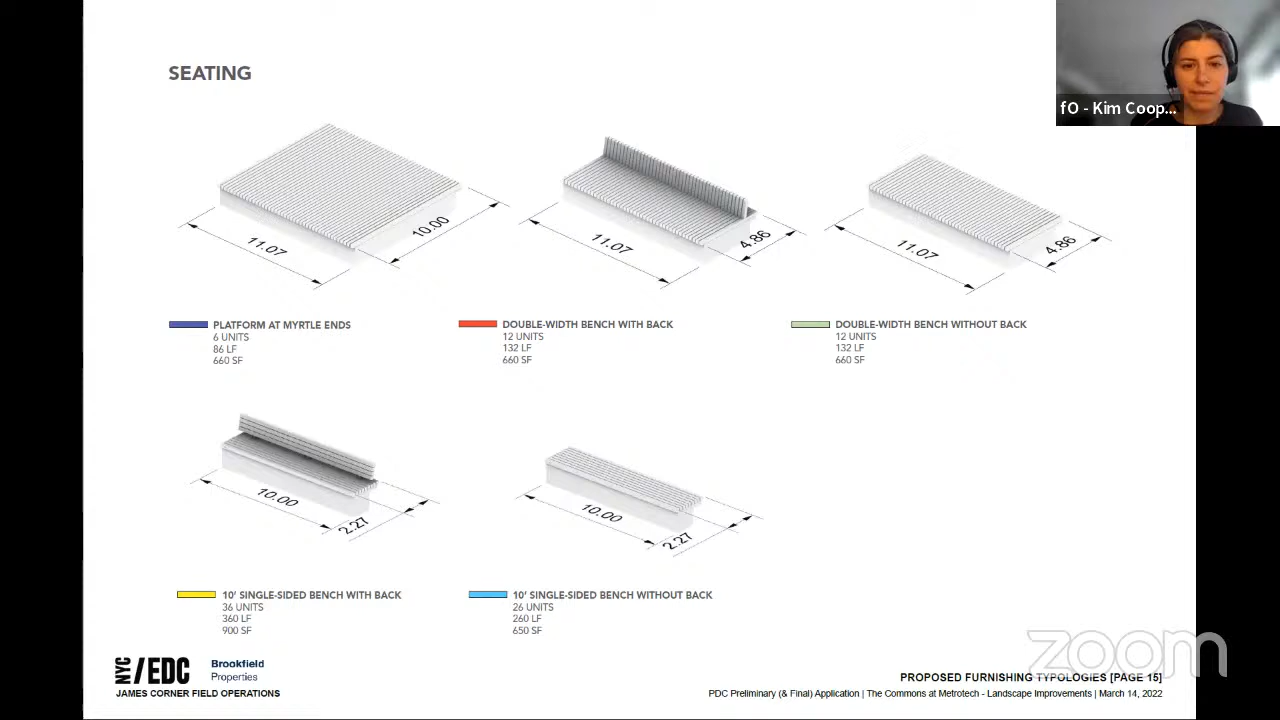 SEATING
fO - Kim Coop...
11.07
10.00
11.07
4.86
11.07
4.86
PLATFORM AT MYRTLE ENDS
6 UNITS
86 LF
660 SF
DOUBLE-WIDTH BENCH WITH BACK
12 UNITS
132 LF
660 SF
DOUBLE-WIDTH BENCH WITHOUT BACK
12 UNITS
132 LF
660 SF
10.00
2.27
10.00
2.27
10' SINGLE-SIDED BENCH WITH BACK
36 UNITS
360 LF
900 SF
10' SINGLE-SIDED BENCH WITHOUT BACK
26 UNITS
260 LF
650 SF
NYC/EDC
Brookfield
Properties
JAMES CORNER FIELD OPERATIONS
zoom
PROPOSED FURNISHING TYPOLOGIES [PAGE 15]
PDC Preliminary (& Final) Application | The Commons at Metrotech - Landscape Improvements | March 14, 2022